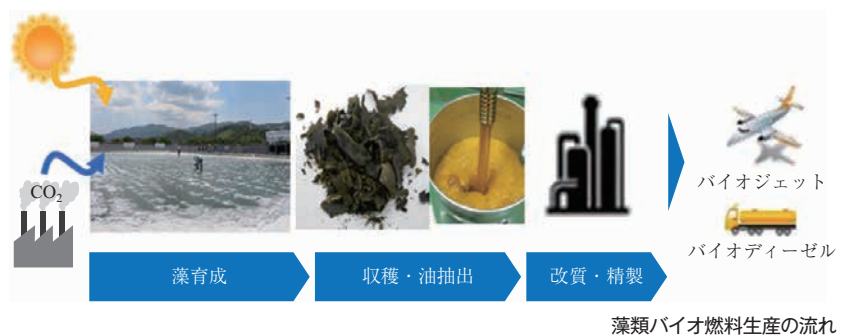 CO₂
バイオジェット
バイオディーゼル
藻育成
収穫・油抽出
改質・精製
藻類バイオ燃料生産の流れ